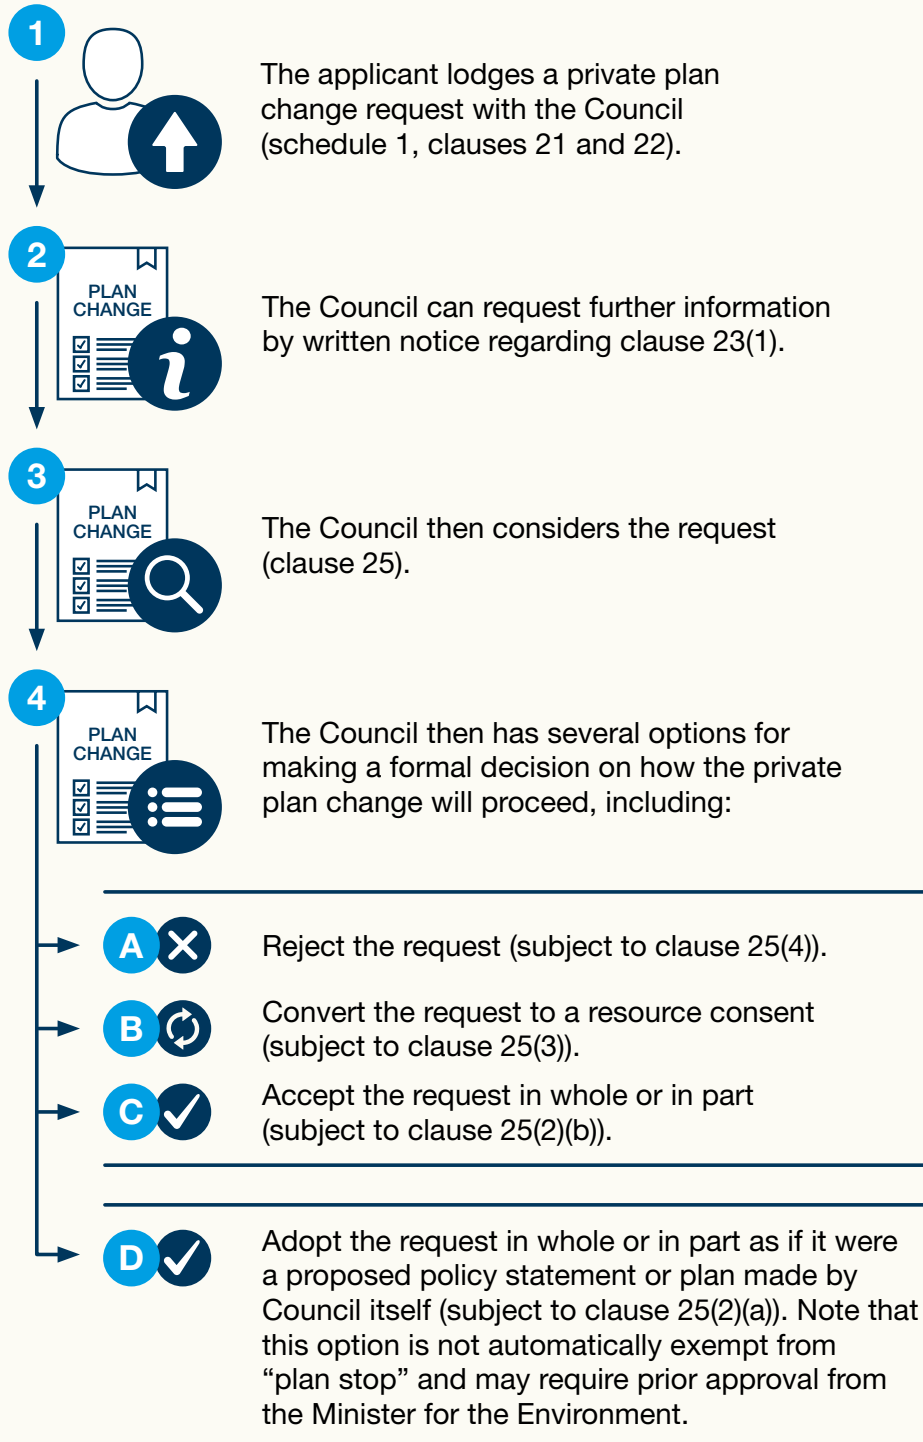 1
The applicant lodges a private plan
change request with the Council
(schedule 1, clauses 21 and 22).
2
PLAN
CHANGE
The Council can request further information
by written notice regarding clause 23(1).
3
PLAN
CHANGE
The Council then considers the request
(clause 25).
4
PLAN
CHANGE
The Council then has several options for
making a formal decision on how the private
plan change will proceed, including:
A
Reject the request (subject to clause 25(4)).
B
Convert the request to a resource consent
(subject to clause 25(3)).
C
Accept the request in whole or in part
(subject to clause 25(2)(b)).
D
Adopt the request in whole or in part as if it were
a proposed policy statement or plan made by
Council itself (subject to clause 25(2)(a)). Note that
this option is not automatically exempt from
“plan stop” and may require prior approval from
the Minister for the Environment.